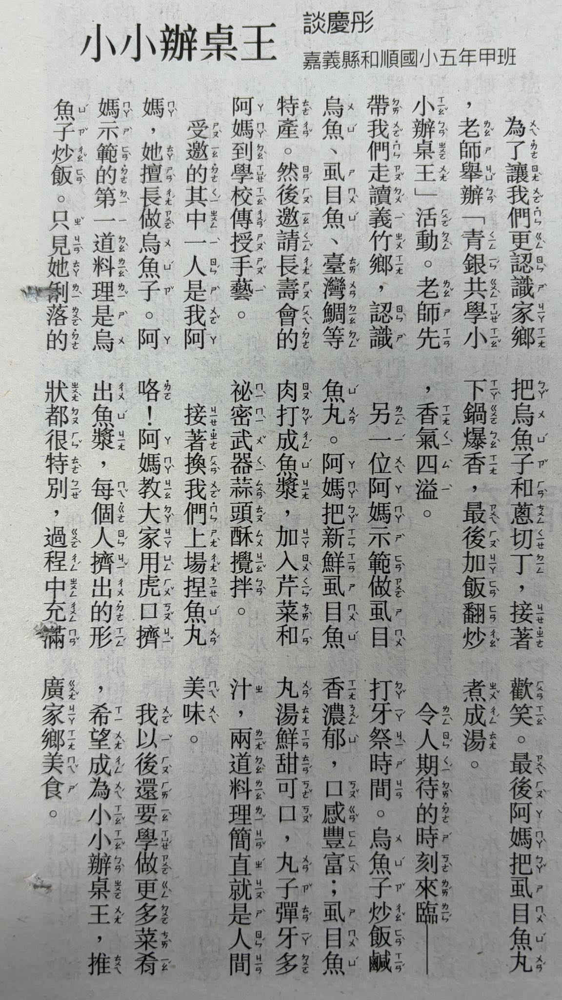 小小辦桌王
談慶彤
嘉義縣和順國小五年甲班
為了讓我們更認識家鄉
，老師舉辦「青銀共學小
小辦桌王」活動。老師先
帶我們走讀義竹鄉，認識
烏魚、虱目魚、臺灣鯛等
特產。然後邀請長壽會的
阿媽到學校傳授手藝。
受邀的其中一人是我阿
媽，她擅長做烏魚子。阿
媽示範的第一道料理是烏
魚子炒飯。只見她俐落的
把烏魚子和蔥切丁，接著
下鍋爆香，最後加飯翻炒
，香氣四溢。
另一位阿媽示範做虱目
魚丸。阿媽把新鮮虱目魚
肉打成魚漿，加入芹菜和
祕密武器蒜頭酥攪拌。
接著換我們上場捏魚丸
咯！阿媽教大家用虎口擠
出魚漿，每個人擠出的形
狀都很特別，過程中充滿
歡笑。最後阿媽把虱目魚丸
煮成湯。
令人期待的時刻來臨——
打牙祭時間。烏魚子炒飯鹹
香濃郁，口感豐富；虱目魚
丸湯鮮甜可口，丸子彈牙多
汁，兩道料理簡直就是人間
美味。
我以後還要學做更多菜餚
，希望成為小小辦桌王，推
廣家鄉美食。